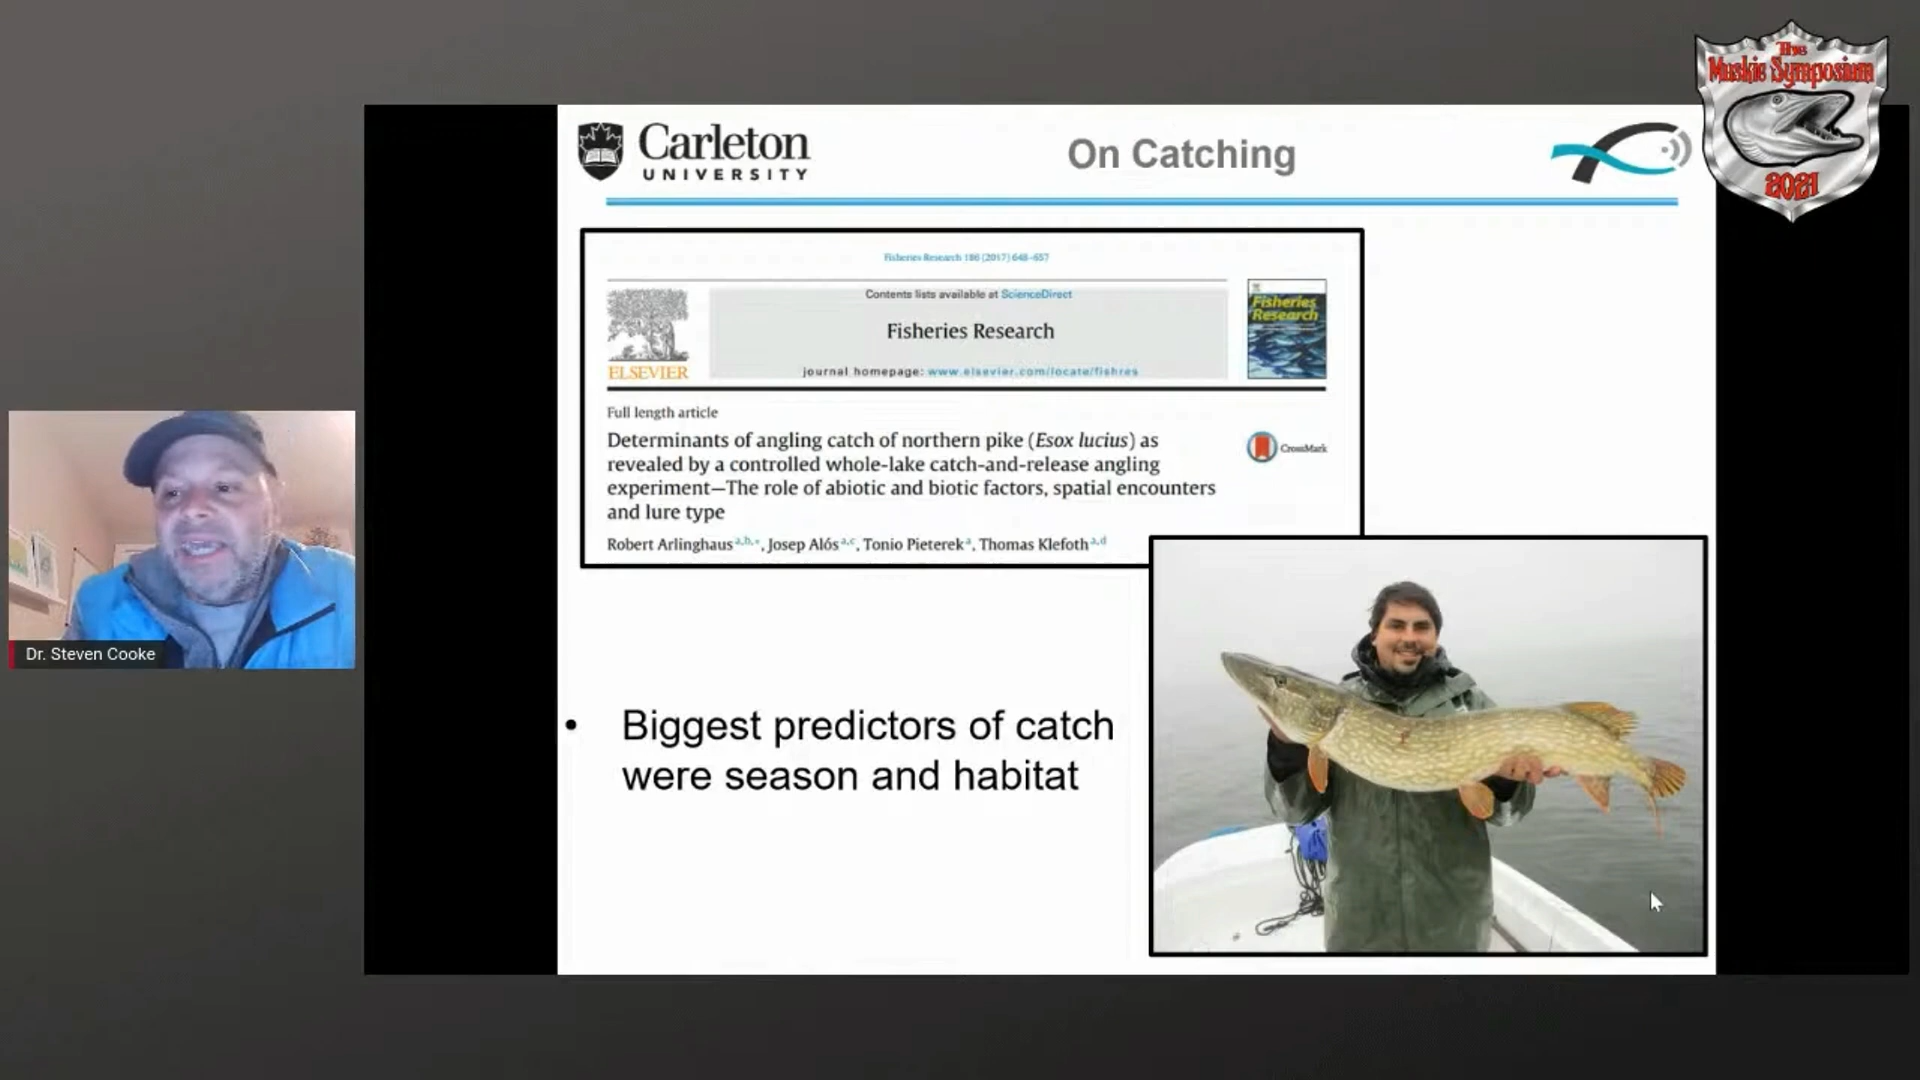 The
Muskie Symposium
2021
Carleton
UNIVERSITY
On Catching
Fisheries Research 186 (2017) 648–657
Contents lists available at ScienceDirect
Fisheries Research
journal homepage: www.elsevier.com/locate/fishres
ELSEVIER
Fisheries
Research
Full length article
Determinants of angling catch of northern pike (Esox lucius) as
revealed by a controlled whole-lake catch-and-release angling
experiment—The role of abiotic and biotic factors, spatial encounters
and lure type
CrossMark
Robert Arlinghaus a,b,*, Josep Alós a,c, Tonio Pieterek a, Thomas Klefoth a,d
• Biggest predictors of catch
were season and habitat
Dr. Steven Cooke